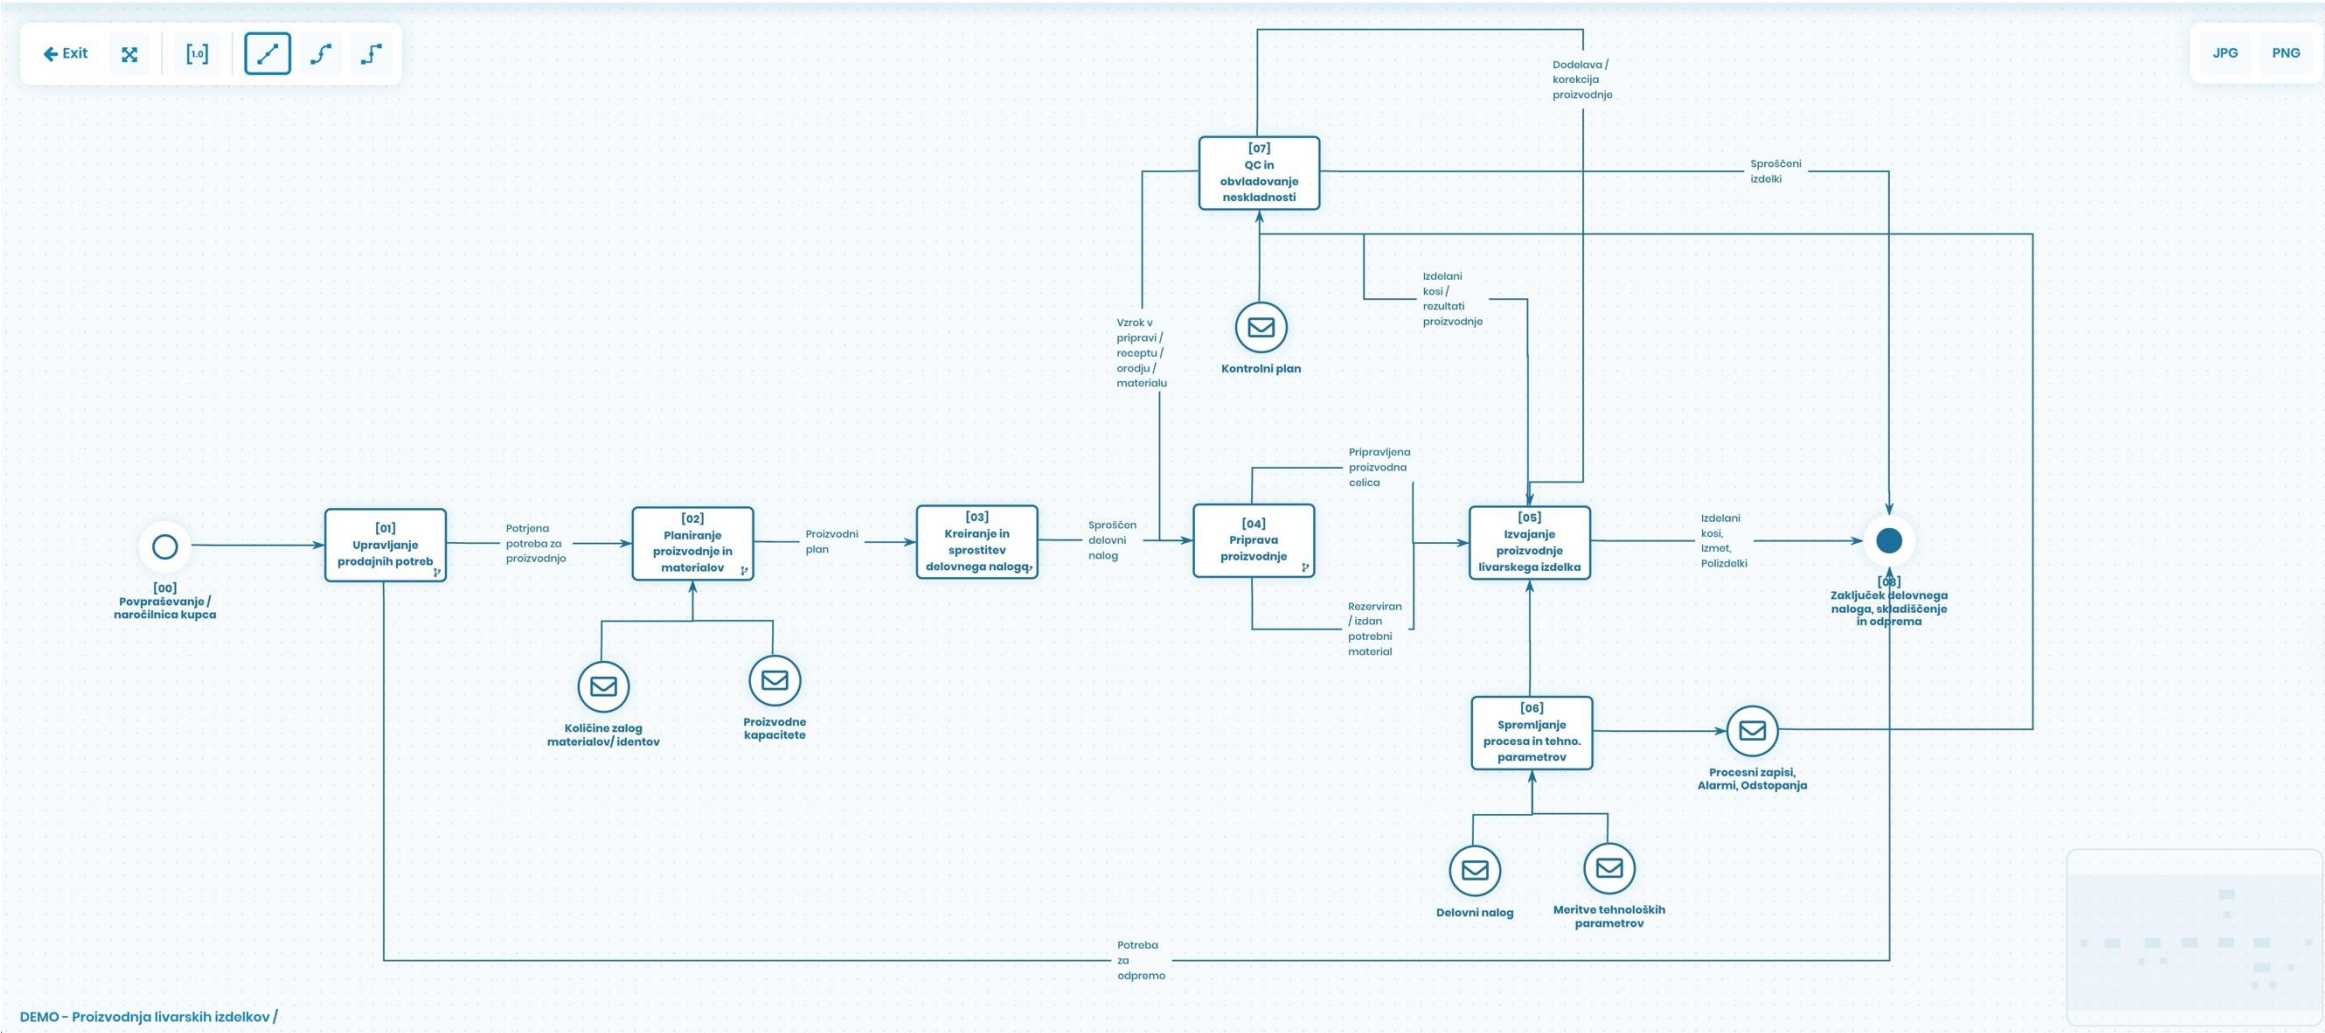 Exit
[1.0]
JPG
PNG
Dodelava /
korekcija
proizvodnje
[07]
QC in
obvladovanje
neskladnosti
Sproščeni
izdelki
Izdelani
kosi /
rezultati
proizvodnje
Vzrok v
pripravi /
receptu /
orodju /
materialu
Kontrolni plan
Pripravljena
proizvodna
celica
[00]
Povpraševanje /
naročilnica kupca
[01]
Upravljanje
prodajnih potreb
Potrjena
potreba za
proizvodnjo
[02]
Planiranje
proizvodnje in
materialov
Proizvodni
plan
[03]
Kreiranje in
sprostitev
delovnega naloga
Sproščen
delovni
nalog
[04]
Priprava
proizvodnje
[05]
Izvajanje
proizvodnje
livarskega izdelka
Izdelani
kosi,
Izmet,
Polizdelki
[08]
Zaključek delovnega
naloga, skladiščenje
in odprema
Rezerviran
/ izdan
potrebni
material
Količine zalog
materialov/ identov
Proizvodne
kapacitete
[06]
Spremljanje
procesa in tehno.
parametrov
Procesni zapisi,
Alarmi, Odstopanja
Delovni nalog
Meritve tehnoloških
parametrov
Potreba
za
odpremo
DEMO - Proizvodnja livarskih izdelkov /